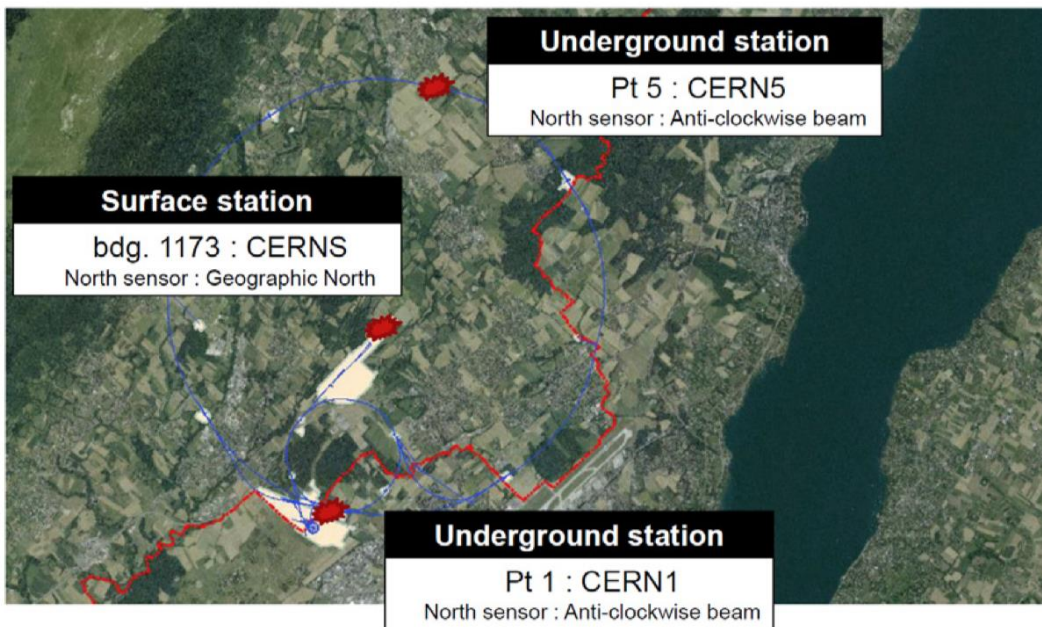 Underground station
Pt 5 : CERN5
North sensor : Anti-clockwise beam
Surface station
bdg. 1173 : CERNS
North sensor : Geographic North
Underground station
Pt 1 : CERN1
North sensor : Anti-clockwise beam